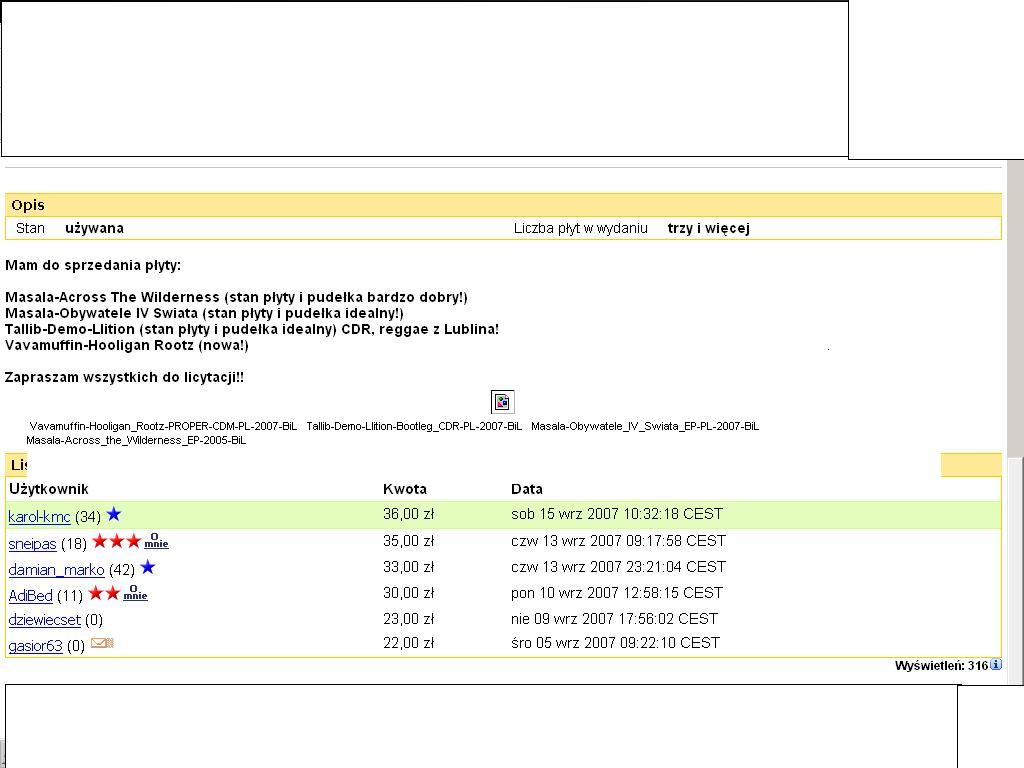 Opis
Stan używana Liczba płyt w wydaniu trzy i więcej
Mam do sprzedania płyty:
Masala-Across The Wilderness (stan płyty i pudełka bardzo dobry!)
Masala-Obywatele IV Swiata (stan płyty i pudełka idealny!)
Tallib-Demo-Llition (stan płyty i pudełka idealny) CDR, reggae z Lublina!
Vavamuffin-Hooligan Rootz (nowa!)
Zapraszam wszystkich do licytacji!!
Vavamuffin-Hooligan_Rootz-PROPER-CDM-PL-2007-BiL Tallib-Demo-Llition-Bootleg_CDR-PL-2007-BiL Masala-Obywatele_IV_Swiata_EP-PL-2007-BiL
Masala-Across_the_Wilderness_EP-2005-BiL
Lis
Użytkownik Kwota Data
karol-kmc (34) 36,00 zł sob 15 wrz 2007 10:32:18 CEST
sneipas (18) O mnie 35,00 zł czw 13 wrz 2007 09:17:58 CEST
damian_marko (42) 33,00 zł czw 13 wrz 2007 23:21:04 CEST
AdiBed (11) O mnie 30,00 zł pon 10 wrz 2007 12:58:15 CEST
dziewiecset (0) 23,00 zł nie 09 wrz 2007 17:56:02 CEST
gasior63 (0) 22,00 zł śro 05 wrz 2007 09:22:10 CEST
Wyświetleń: 316